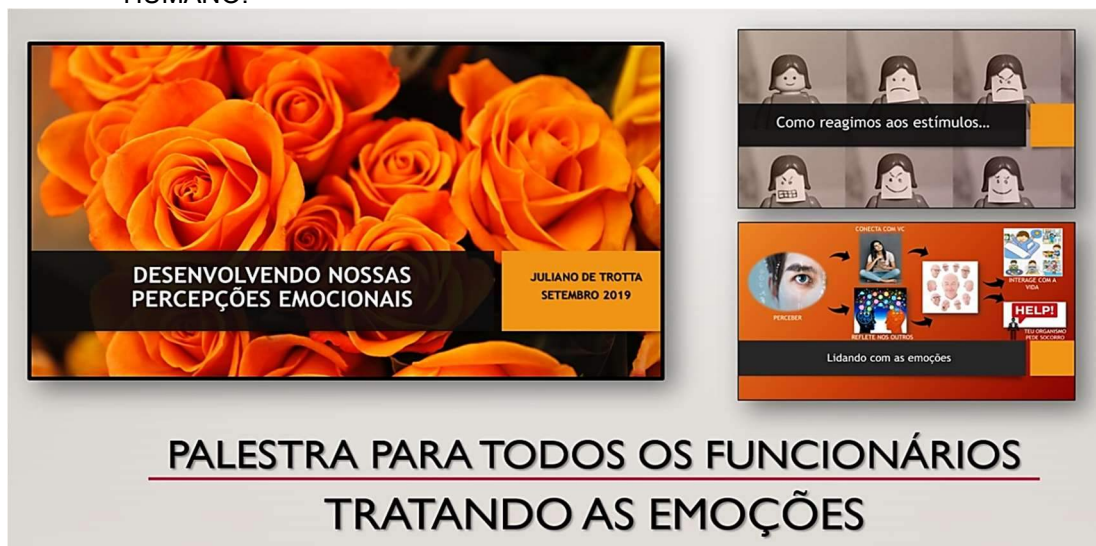 HUMANO.
DESENVOLVENDO NOSSAS
PERCEPÇÕES EMOCIONAIS
JULIANO DE TROTTA
SETEMBRO 2019
Como reagimos aos estímulos...
CONECTA COM VC
PERCEBER
REFLETE NOS OUTROS
INTERAGE COM A
VIDA
HELP!
TEU ORGANISMO
PEDE SOCORRO
Lidando com as emoções
PALESTRA PARA TODOS OS FUNCIONÁRIOS
TRATANDO AS EMOÇÕES